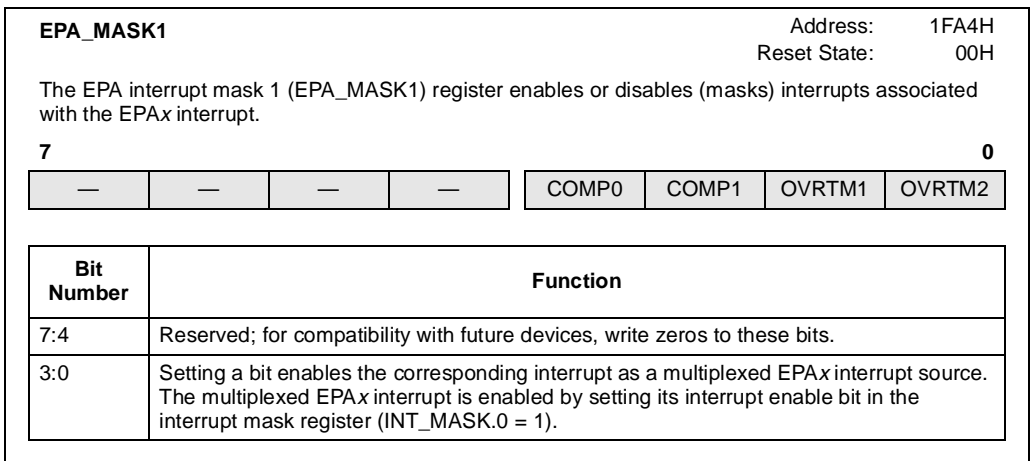 EPA_MASK1 Address: 1FA4H
Reset State: 00H
The EPA interrupt mask 1 (EPA_MASK1) register enables or disables (masks) interrupts associated
with the EPAx interrupt.
7 0
— — — — COMP0 COMP1 OVRTM1 OVRTM2
Bit
Number
Function
7:4 Reserved; for compatibility with future devices, write zeros to these bits.
3:0 Setting a bit enables the corresponding interrupt as a multiplexed EPAx interrupt source.
The multiplexed EPAx interrupt is enabled by setting its interrupt enable bit in the
interrupt mask register (INT_MASK.0 = 1).